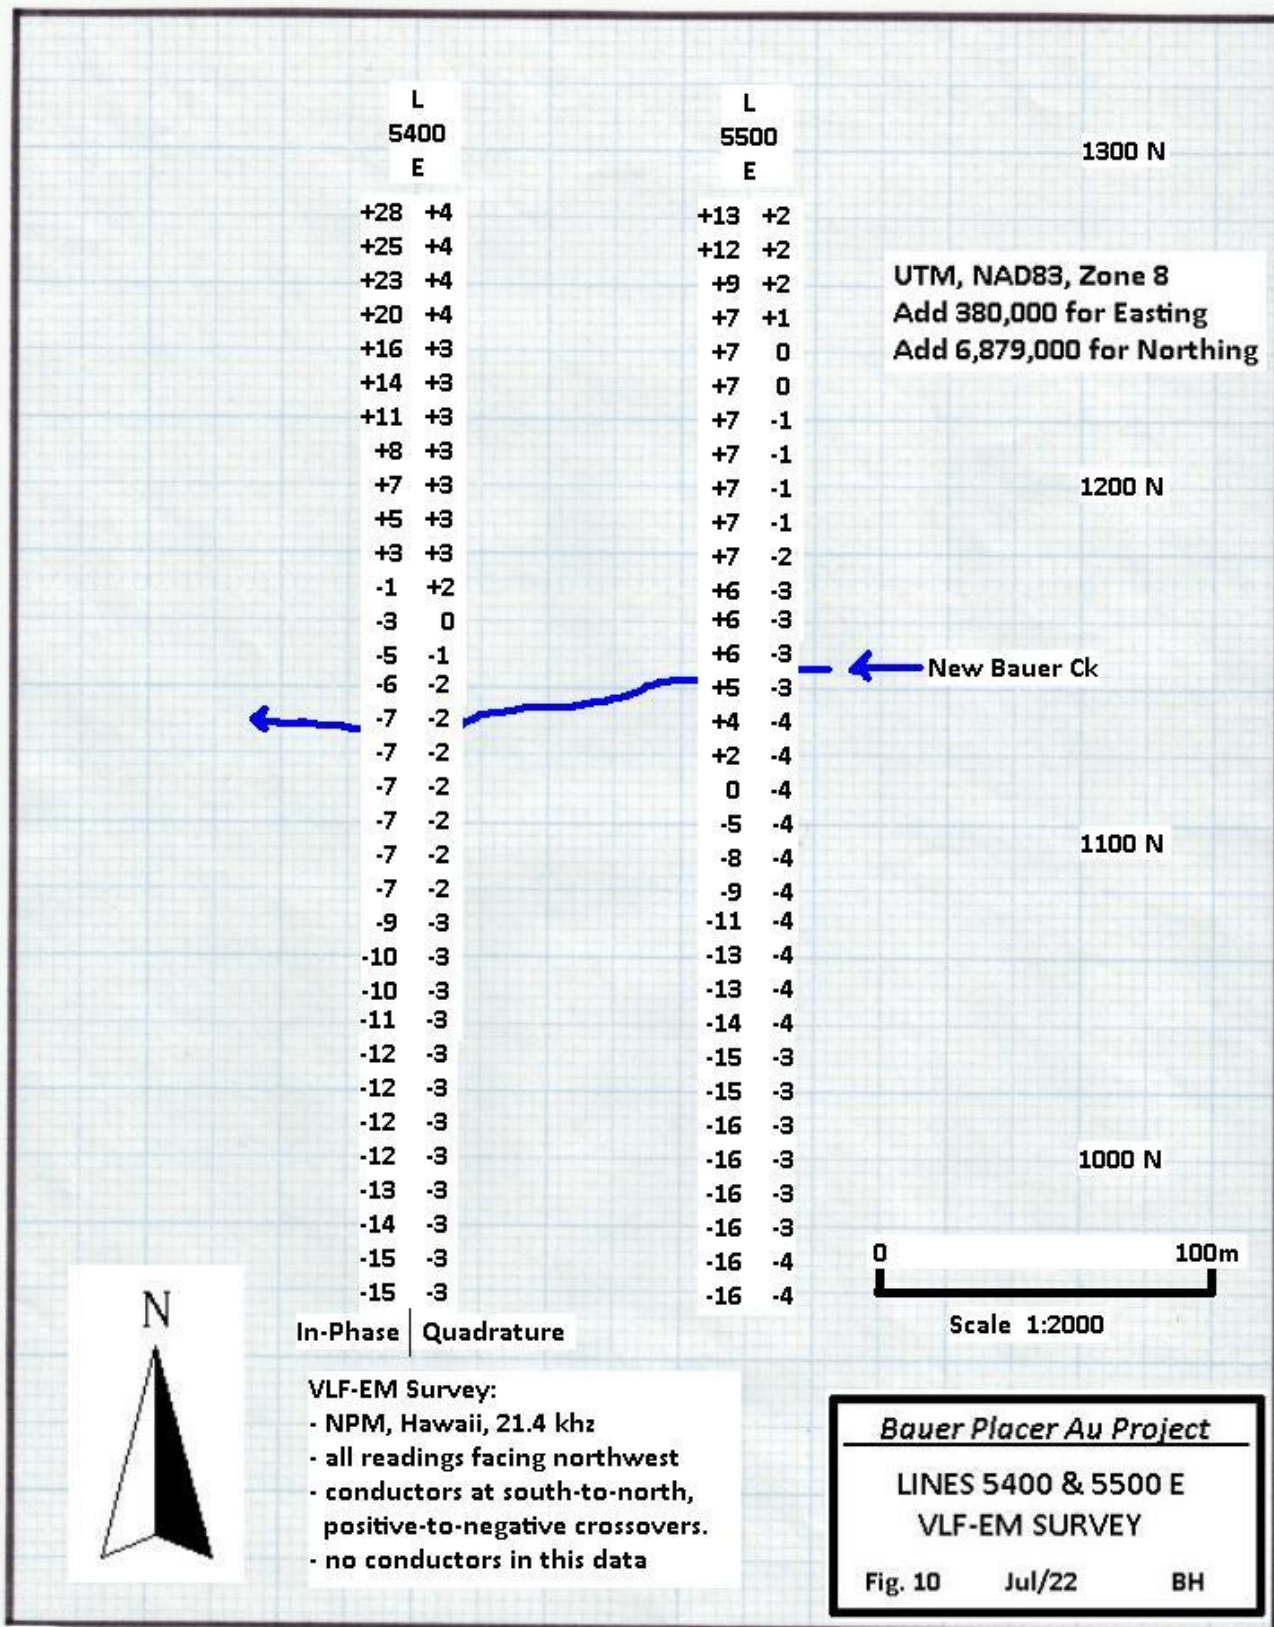 L
5400
E
L
5500
E
1300 N
+28 +4 +13 +2
+25 +4 +12 +2
+23 +4 +9 +2
+20 +4 +7 +1
+16 +3 +7 0
+14 +3 +7 0
+11 +3 +7 -1
+8 +3 +7 -1
+7 +3 +7 -1
+5 +3 +7 -1
+3 +3 +7 -2
-1 +2 +6 -3
-3 0 +6 -3
-5 -1 +6 -3
-6 -2 +5 -3
-7 -2 +4 -4
-7 -2 +2 -4
-7 -2 0 -4
-7 -2 -5 -4
-7 -2 -8 -4
-7 -2 -9 -4
-9 -3 -11 -4
-10 -3 -13 -4
-10 -3 -13 -4
-11 -3 -14 -4
-12 -3 -15 -3
-12 -3 -15 -3
-12 -3 -16 -3
-12 -3 -16 -3
-13 -3 -16 -3
-14 -3 -16 -3
-15 -3 -16 -4
-15 -3 -16 -4
UTM, NAD83, Zone 8
Add 380,000 for Easting
Add 6,879,000 for Northing
1200 N
New Bauer Ck
1100 N
1000 N
0 100m
Scale 1:2000
In-Phase | Quadrature
N
VLF-EM Survey:
- NPM, Hawaii, 21.4 khz
- all readings facing northwest
- conductors at south-to-north,
positive-to-negative crossovers.
- no conductors in this data
Bauer Placer Au Project
LINES 5400 & 5500 E
VLF-EM SURVEY
Fig. 10 Jul/22 BH